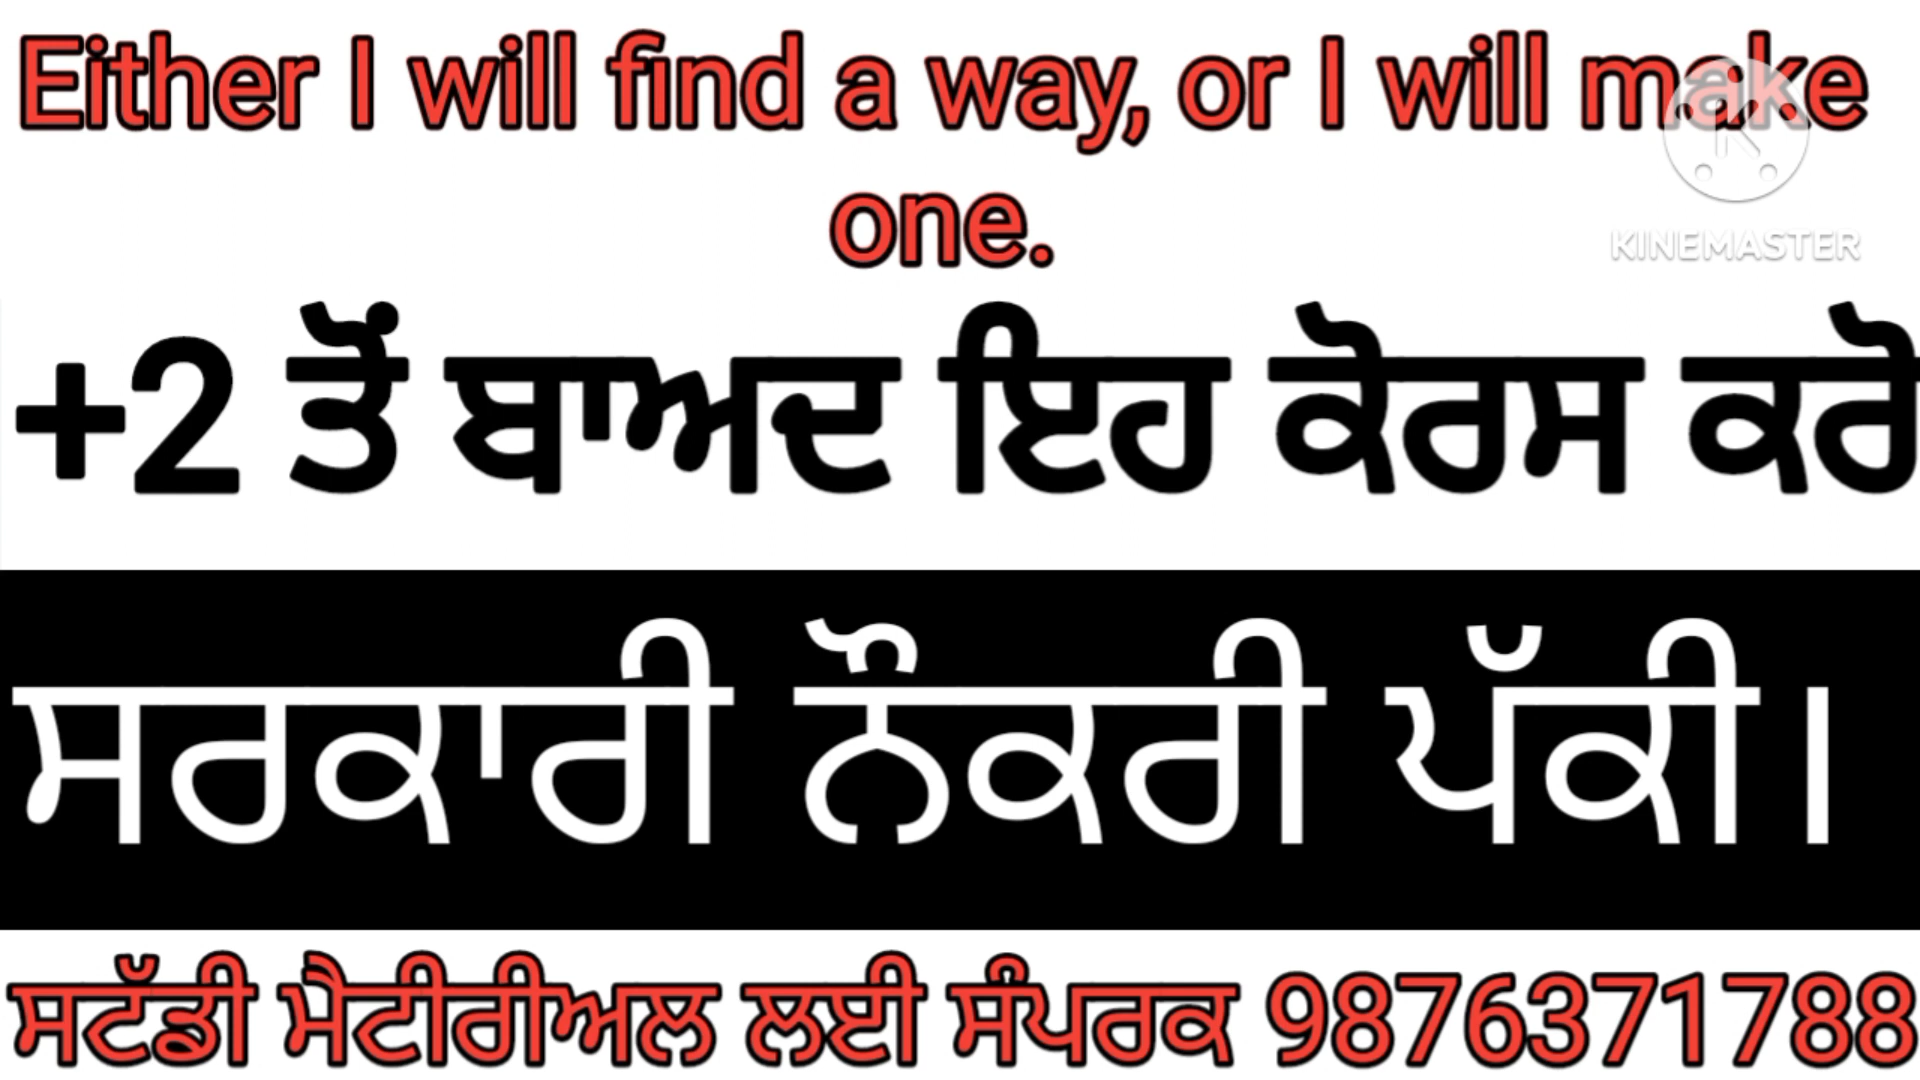 Either I will find a way, or I will make
one.
KINEMASTER
+2 ਤੋਂ ਬਾਅਦ ਇਹ ਕੋਰਸ ਕਰੋ
ਸਰਕਾਰੀ ਨੌਕਰੀ ਪੱਕੀ।
ਸਟੱਡੀ ਮੈਟੀਰੀਅਲ ਲਈ ਸੰਪਰਕ 9876371788